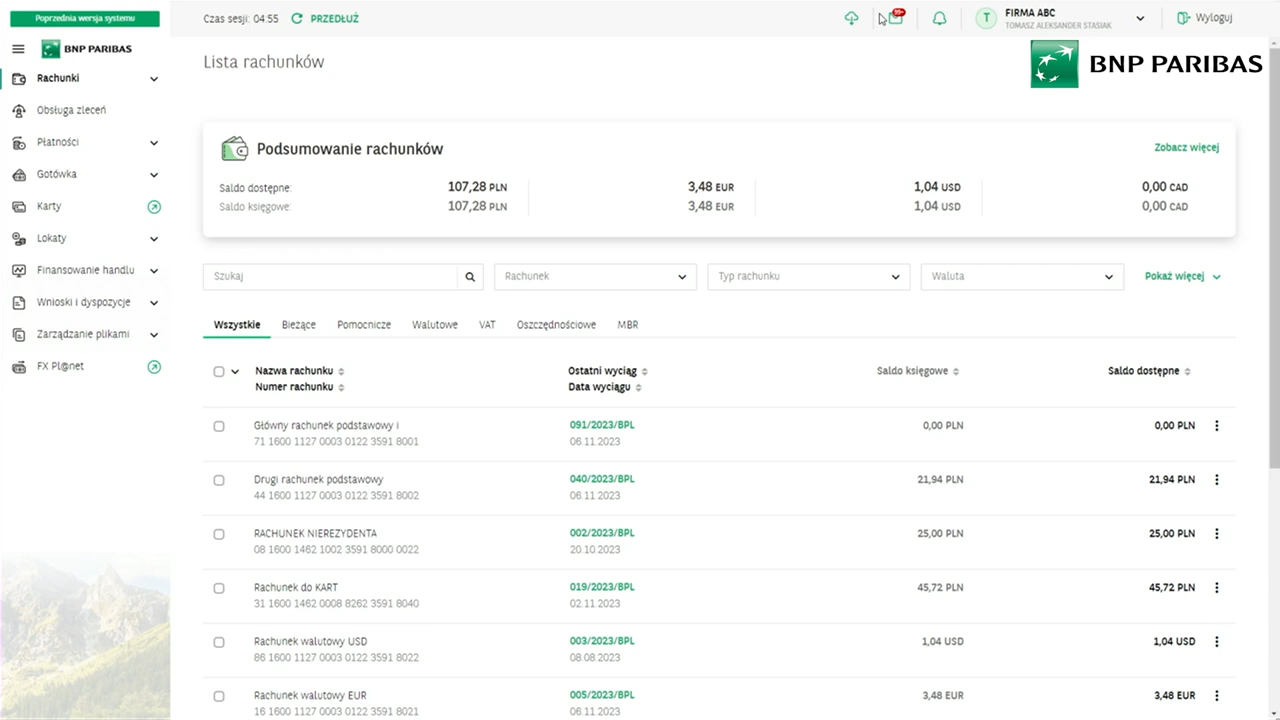 Poprzednia wersja systemu
Czas sesji: 04:55 PRZEDŁUŻ
99+
T FIRMA ABC
TOMASZ ALEKSANDER STASIAK
Wyloguj
BNP PARIBAS
Rachunki
Obsługa zleceń
Płatności
Gotówka
Karty
Lokaty
Finansowanie handlu
Wnioski i dyspozycje
Zarządzanie plikami
FX Pl@net
Lista rachunków
BNP PARIBAS
Podsumowanie rachunków
Zobacz więcej
Saldo dostępne: 107,28 PLN 3,48 EUR 1,04 USD 0,00 CAD
Saldo księgowe: 107,28 PLN 3,48 EUR 1,04 USD 0,00 CAD
Szukaj Rachunek Typ rachunku Waluta Pokaż więcej
Wszystkie Bieżące Pomocnicze Walutowe VAT Oszczędnościowe MBR
Nazwa rachunku Ostatni wyciąg Saldo księgowe Saldo dostępne
Numer rachunku Data wyciągu
Główny rachunek podstawowy i 091/2023/BPL 0,00 PLN 0,00 PLN
71 1600 1127 0003 0122 3591 8001 06.11.2023
Drugi rachunek podstawowy 040/2023/BPL 21,94 PLN 21,94 PLN
44 1600 1127 0003 0122 3591 8002 06.11.2023
RACHUNEK NIEREZYDENTA 002/2023/BPL 25,00 PLN 25,00 PLN
08 1600 1462 1002 3591 8000 0022 20.10.2023
Rachunek do KART 019/2023/BPL 45,72 PLN 45,72 PLN
31 1600 1462 0008 8262 3591 8040 02.11.2023
Rachunek walutowy USD 003/2023/BPL 1,04 USD 1,04 USD
86 1600 1127 0003 0122 3591 8022 08.08.2023
Rachunek walutowy EUR 005/2023/BPL 3,48 EUR 3,48 EUR
16 1600 1127 0003 0122 3591 8021 06.11.2023